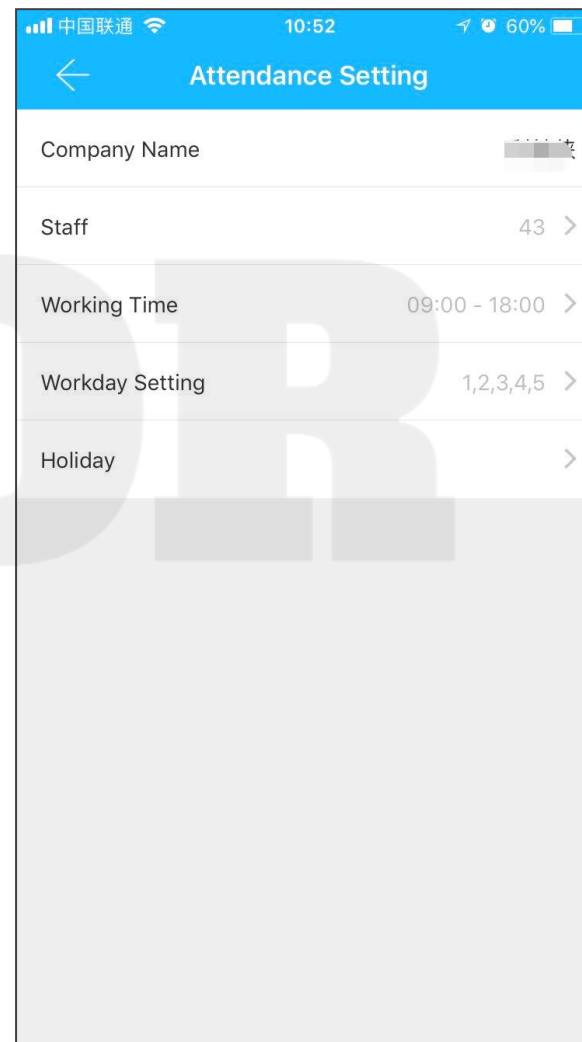 中国联通 10:52 60%
Attendance Setting
Company Name
Staff 43
Working Time 09:00 - 18:00
Workday Setting 1,2,3,4,5
Holiday
OR